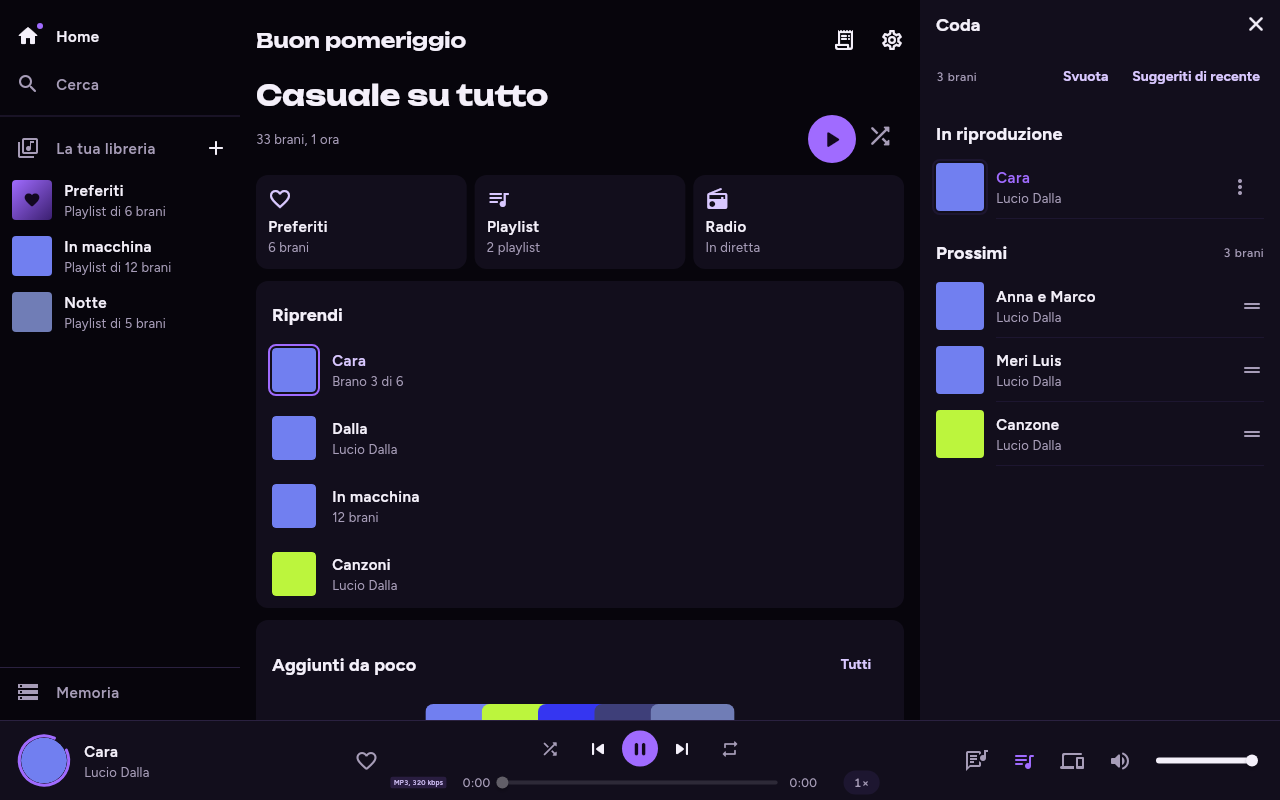 Home
Cerca
La tua libreria
Preferiti
Playlist di 6 brani
In macchina
Playlist di 12 brani
Notte
Playlist di 5 brani
Memoria
Buon pomeriggio
Casuale su tutto
33 brani, 1 ora
Preferiti
6 brani
Playlist
2 playlist
Radio
In diretta
Riprendi
Cara
Brano 3 di 6
Dalla
Lucio Dalla
In macchina
12 brani
Canzoni
Lucio Dalla
Aggiunti da poco
Tutti
Coda
3 brani
Svuota
Suggeriti di recente
In riproduzione
Cara
Lucio Dalla
Prossimi
3 brani
Anna e Marco
Lucio Dalla
Meri Luis
Lucio Dalla
Canzone
Lucio Dalla
Cara
Lucio Dalla
MP3, 320 kbps
0:00
0:00
1×